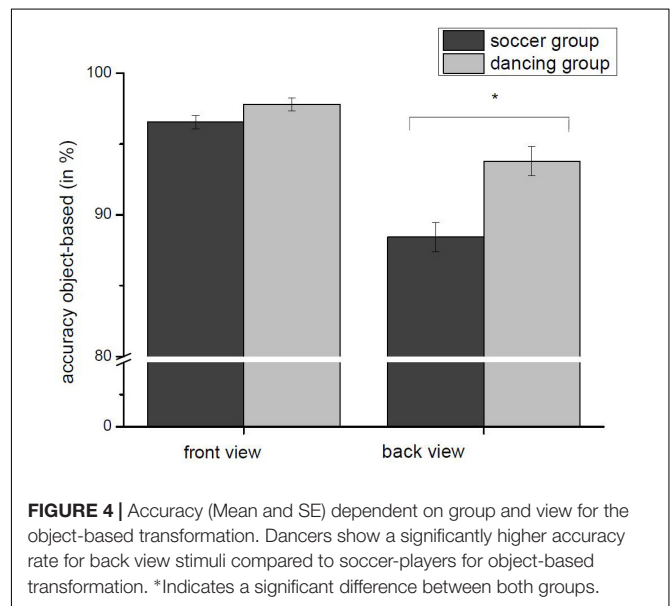 soccer group
dancing group
100
*
90
accuracy object-based (in %)
80
0
front view
back view
FIGURE 4 | Accuracy (Mean and SE) dependent on group and view for the
object-based transformation. Dancers show a significantly higher accuracy
rate for back view stimuli compared to soccer-players for object-based
transformation. *Indicates a significant difference between both groups.